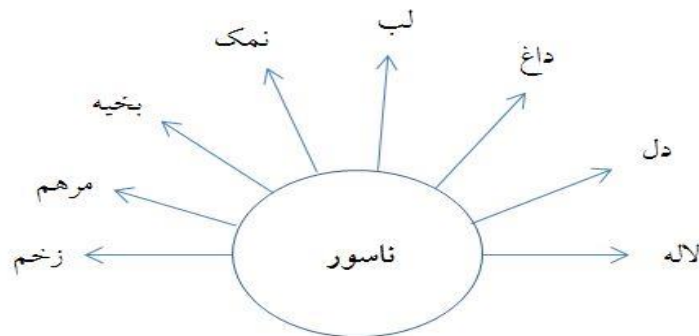 لب
نمک
داغ
بخیه
دل
مرهم
ناسور
لاله
زخم